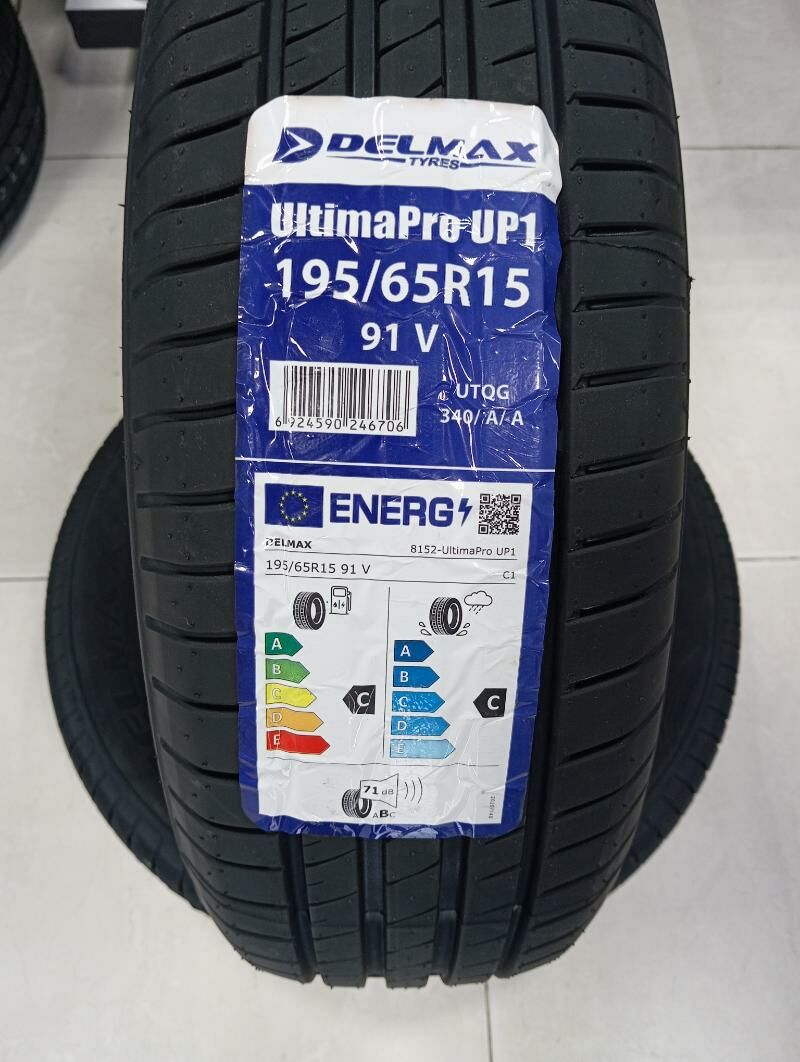 DELMAX
TYRES
UltimaPro UP1
195/65R15
91 V
UTQG
340/A/A
6 924590 246706
ENERG
DELMAX
8152-UltimaPro UP1
195/65R15 91 V
C1
A
B
C
D
E
C
A
B
C
D
E
C
71 dB
ABC